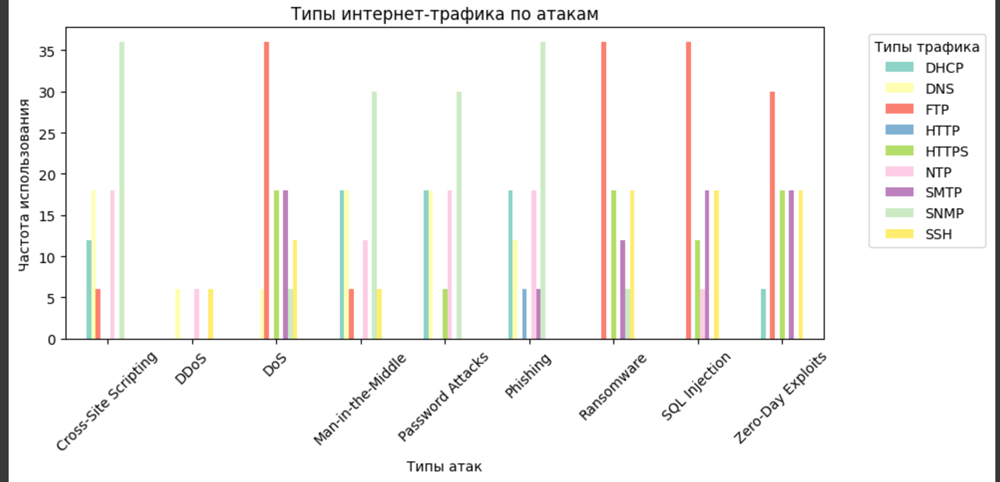 Типы интернет-трафика по атакам
Частота использования
35
30
25
20
15
10
5
0
Cross-Site Scripting
DDoS
DoS
Man-in-the-Middle
Password Attacks
Phishing
Ransomware
SQL Injection
Zero-Day Exploits
Типы атак
Типы трафика
DHCP
DNS
FTP
HTTP
HTTPS
NTP
SMTP
SNMP
SSH